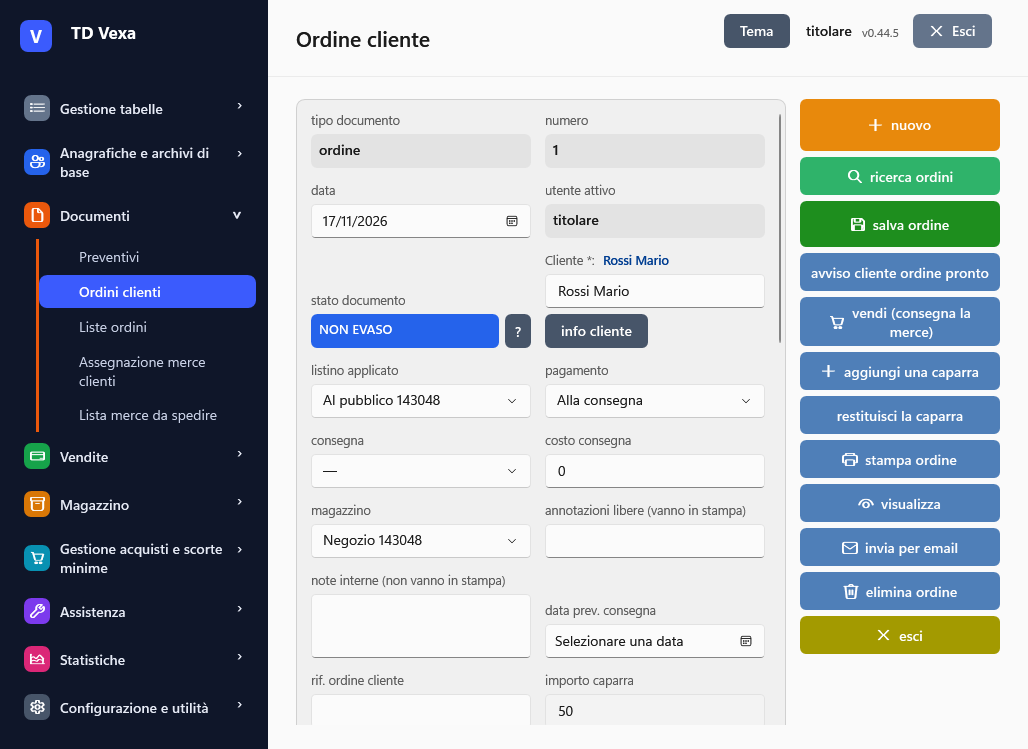 V
TD Vexa
Gestione tabelle
Anagrafiche e archivi di
base
Documenti
Preventivi
Ordini clienti
Liste ordini
Assegnazione merce
clienti
Lista merce da spedire
Vendite
Magazzino
Gestione acquisti e scorte
minime
Assistenza
Statistiche
Configurazione e utilità
Ordine cliente
Tema
titolare
v0.44.5
Esci
tipo documento
ordine
numero
1
data
17/11/2026
utente attivo
titolare
Cliente *: Rossi Mario
Rossi Mario
stato documento
NON EVASO
?
info cliente
listino applicato
Al pubblico 143048
pagamento
Alla consegna
consegna
—
costo consegna
0
magazzino
Negozio 143048
annotazioni libere (vanno in stampa)
note interne (non vanno in stampa)
data prev. consegna
Selezionare una data
rif. ordine cliente
importo caparra
50
nuovo
ricerca ordini
salva ordine
avviso cliente ordine pronto
vendi (consegna la
merce)
aggiungi una caparra
restituisci la caparra
stampa ordine
visualizza
invia per email
elimina ordine
esci